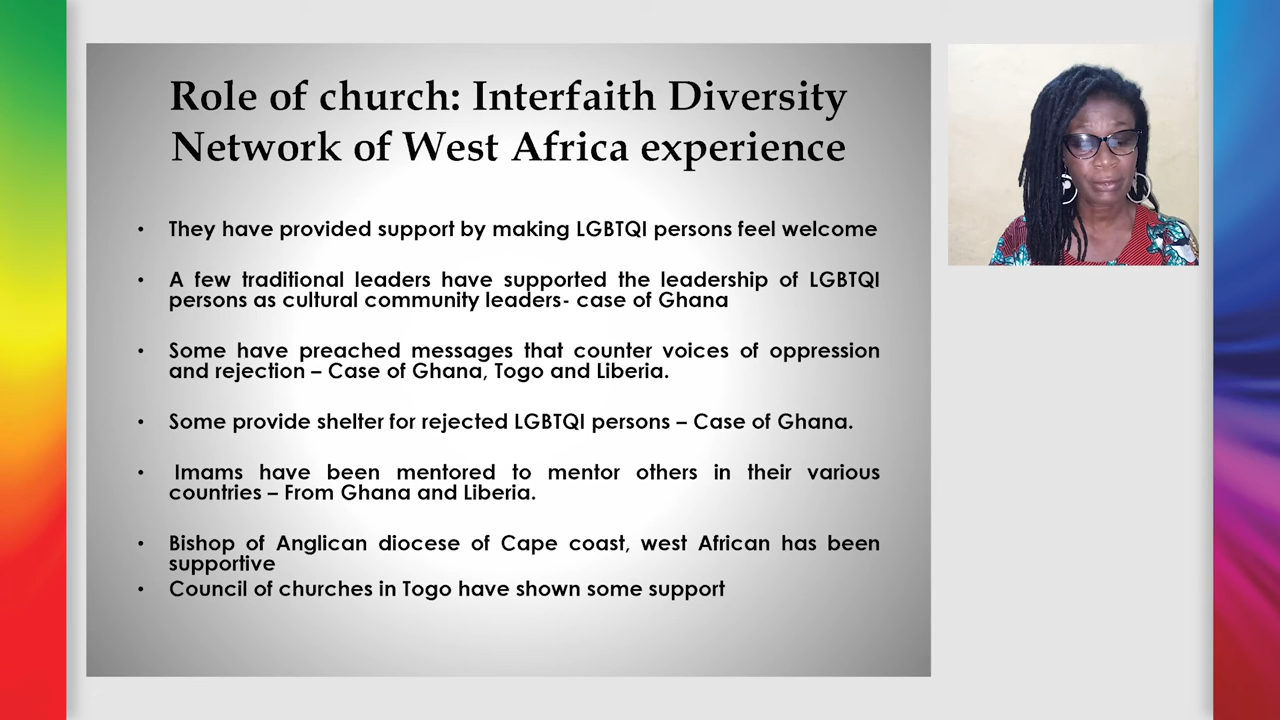 Role of church: Interfaith Diversity
Network of West Africa experience
• They have provided support by making LGBTQI persons feel welcome
• A few traditional leaders have supported the leadership of LGBTQI
persons as cultural community leaders- case of Ghana
• Some have preached messages that counter voices of oppression
and rejection – Case of Ghana, Togo and Liberia.
• Some provide shelter for rejected LGBTQI persons – Case of Ghana.
• Imams have been mentored to mentor others in their various
countries – From Ghana and Liberia.
• Bishop of Anglican diocese of Cape coast, west African has been
supportive
• Council of churches in Togo have shown some support